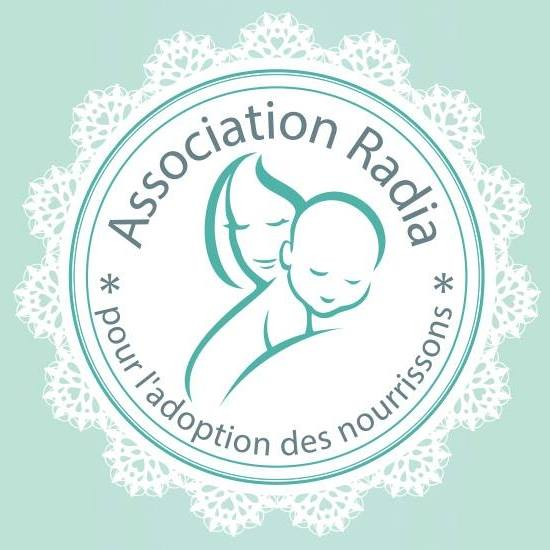 Association Radia
* pour l'adoption des nourrissons *